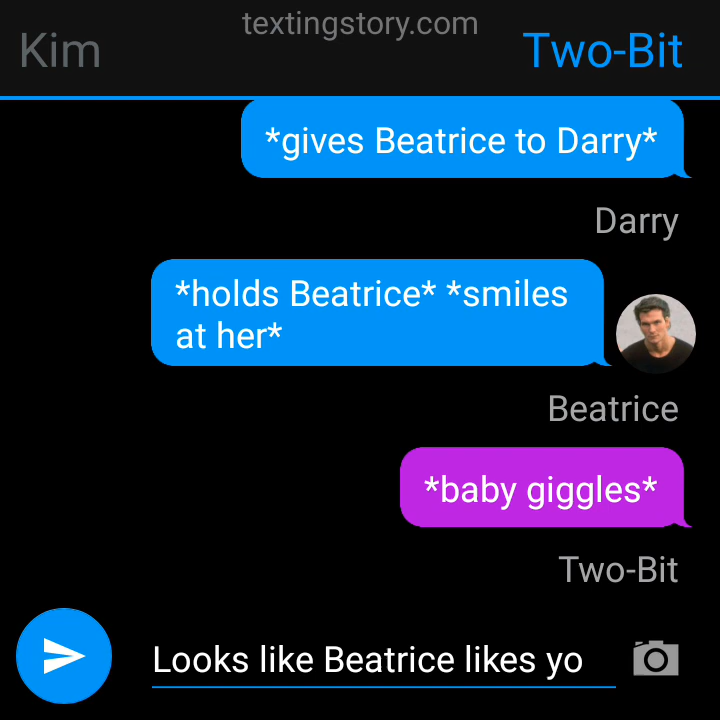 textingstory.com
Kim
Two-Bit
*gives Beatrice to Darry*
Darry
*holds Beatrice* *smiles
at her*
Beatrice
*baby giggles*
Two-Bit
Looks like Beatrice likes yo